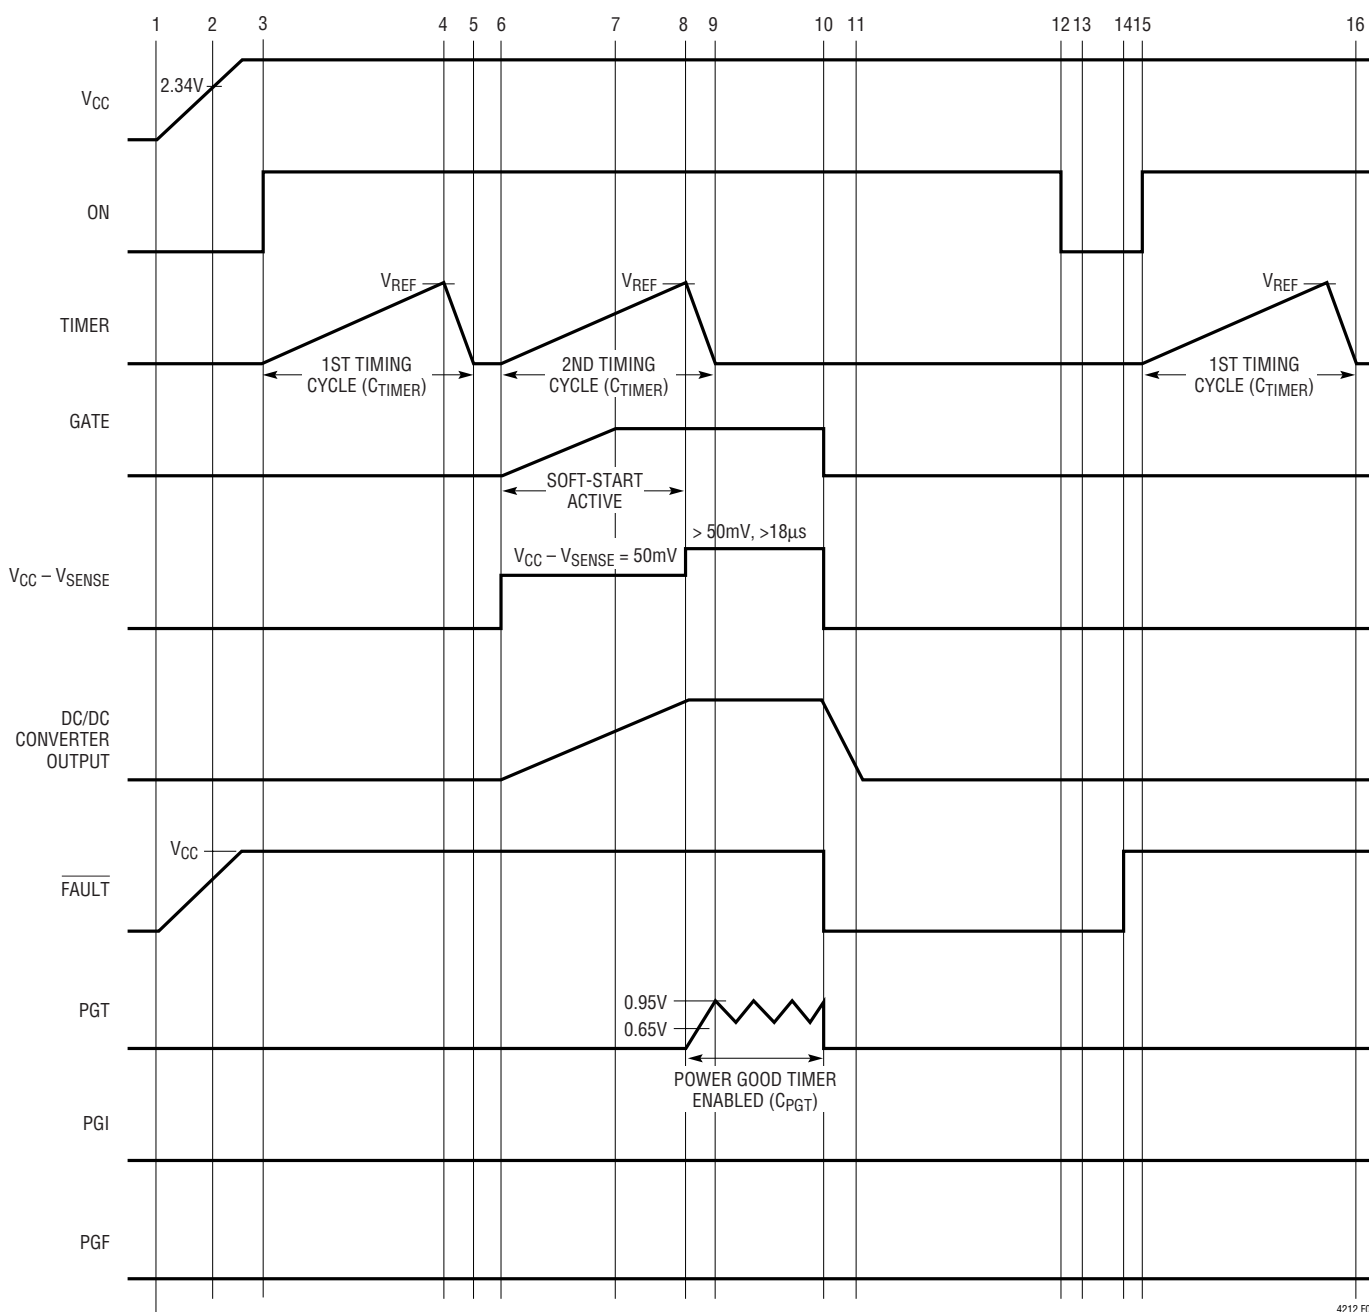 1 2 3 4 5 6 7 8 9 10 11 12 13 14 15 16
2.34V
VCC
ON
VREF VREF VREF
TIMER
1ST TIMING
CYCLE (CTIMER)
2ND TIMING
CYCLE (CTIMER)
1ST TIMING
CYCLE (CTIMER)
GATE
SOFT-START
ACTIVE
> 50mV, >18µs
VCC – VSENSE = 50mV
VCC – VSENSE
DC/DC
CONVERTER
OUTPUT
VCC
FAULT
PGT
0.95V
0.65V
POWER GOOD TIMER
ENABLED (CPGT)
PGI
PGF